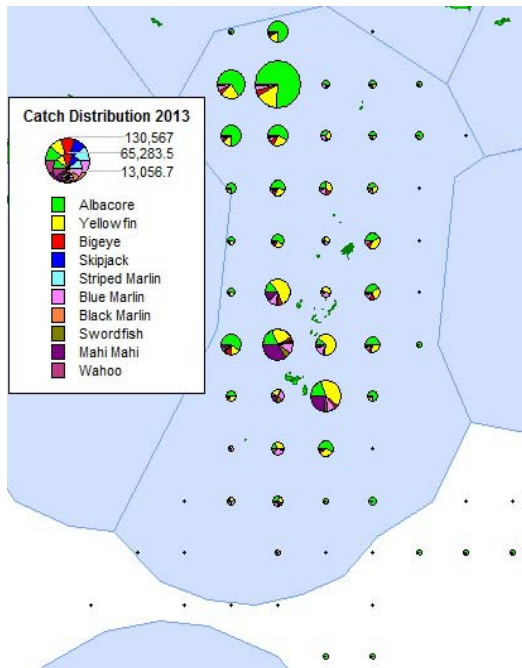 Catch Distribution 2013
130,567
65,283.5
13,056.7
Albacore
Yellowfin
Bigeye
Skipjack
Striped Marlin
Blue Marlin
Black Marlin
Swordfish
Mahi Mahi
Wahoo